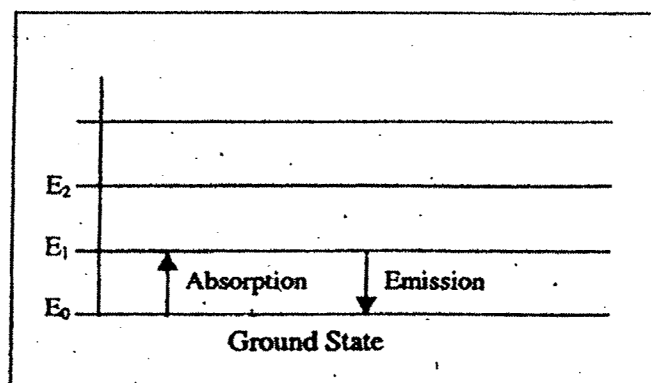 E₂
E₁
Absorption Emission
E₀
Ground State